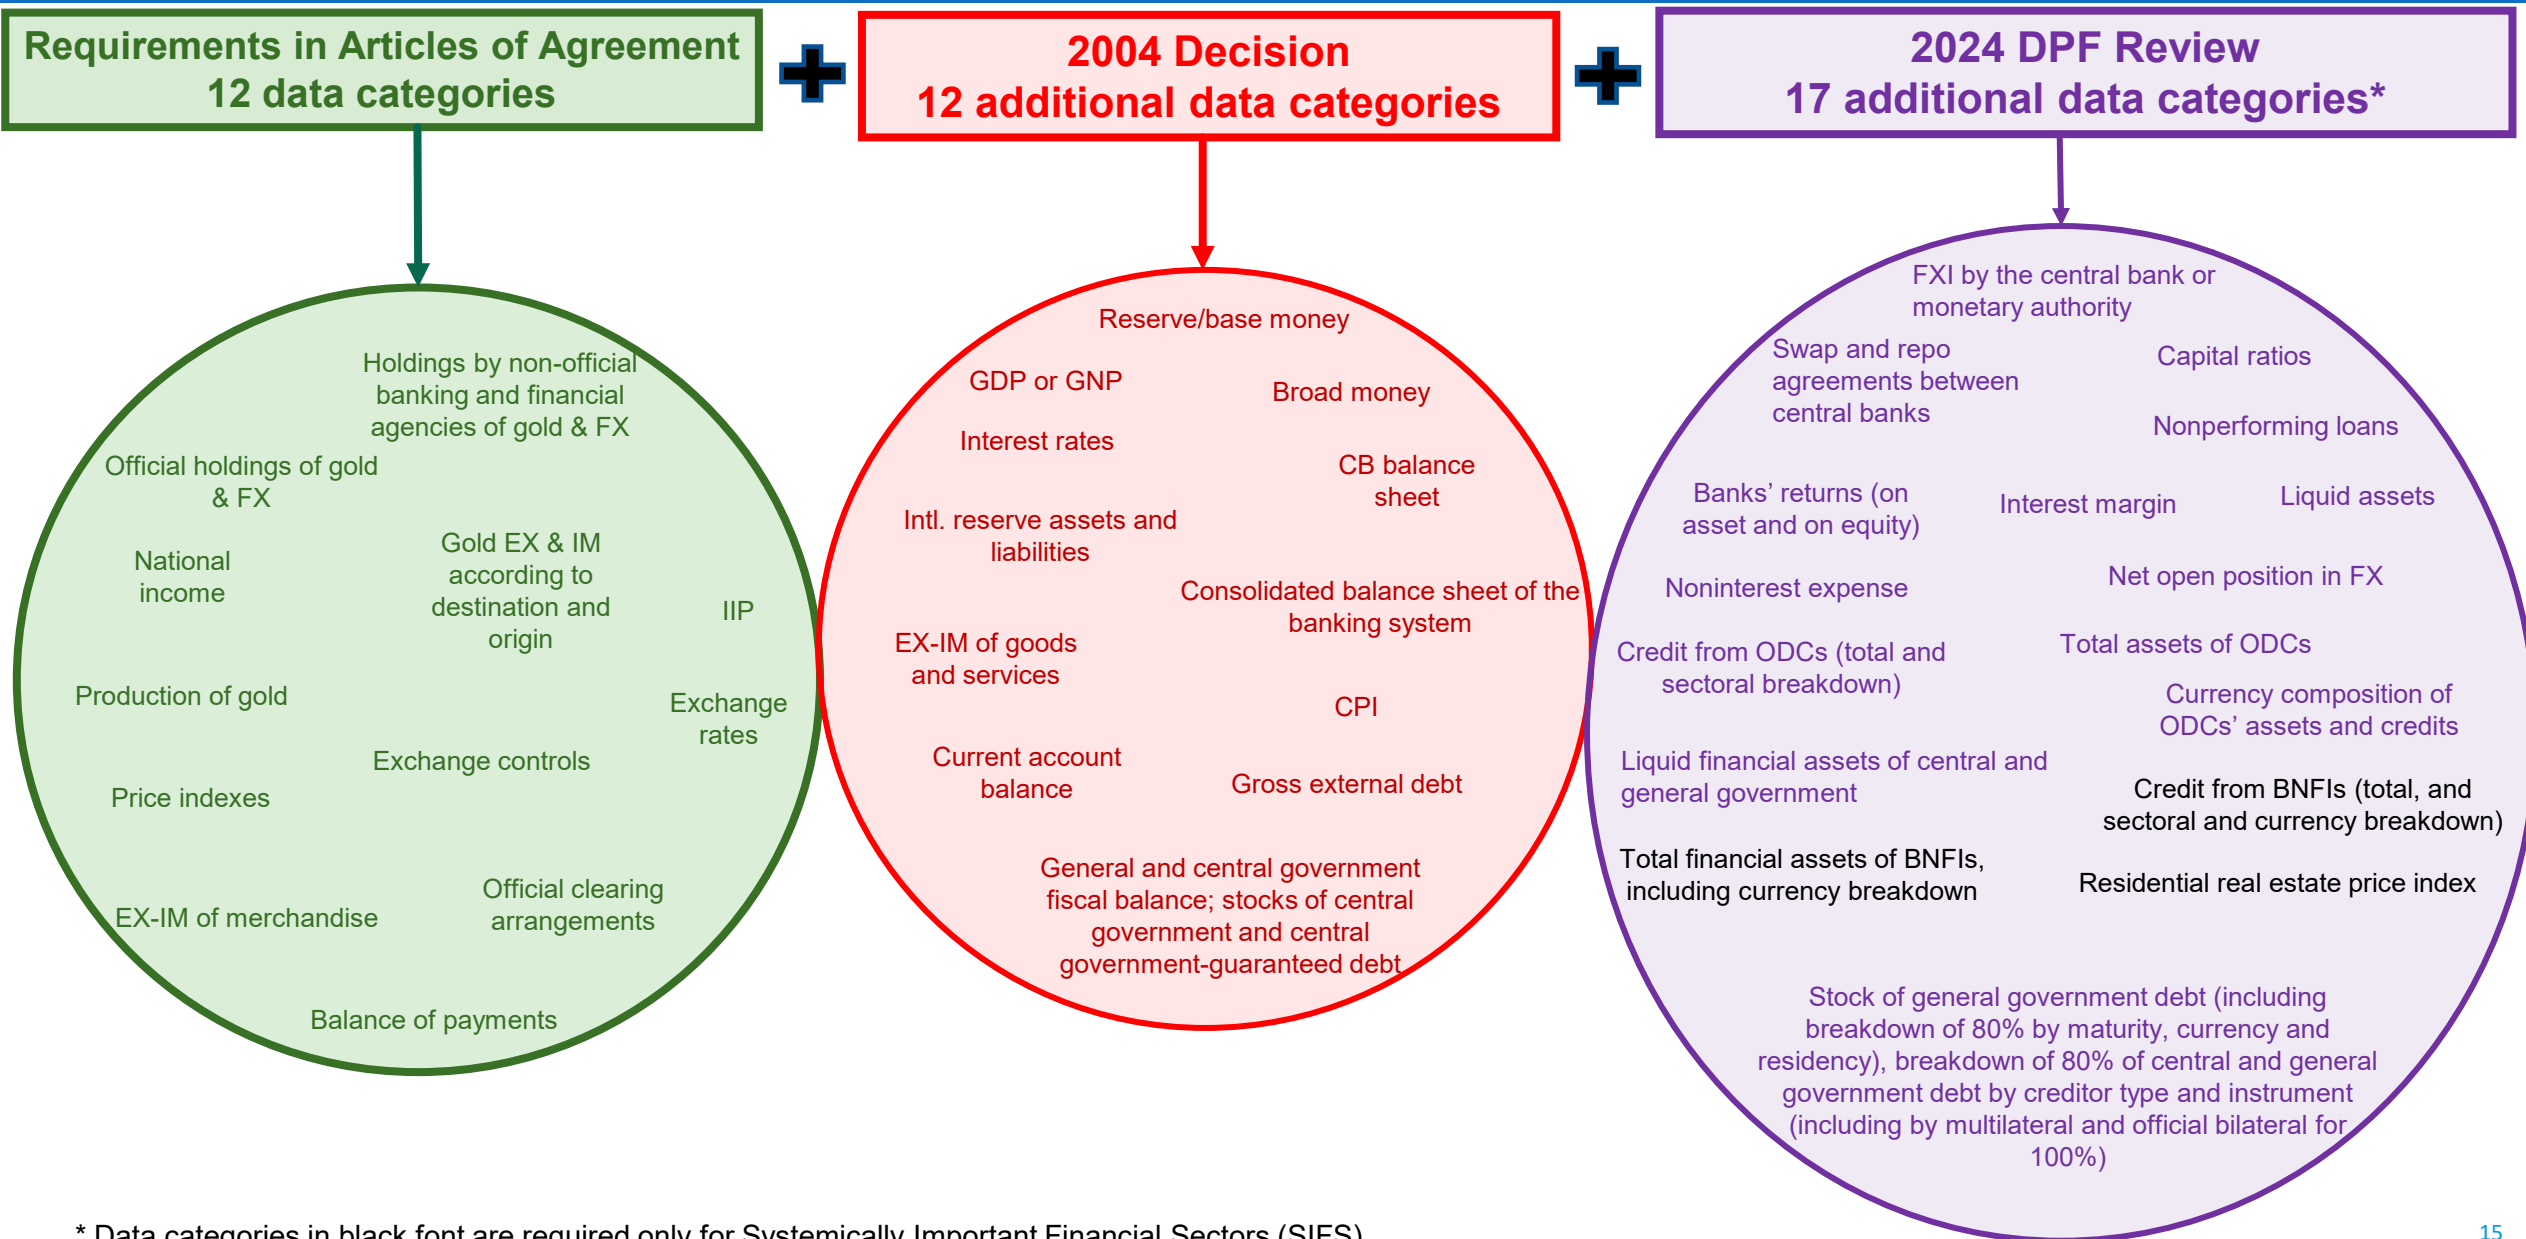 Requirements in Articles of Agreement
12 data categories
2004 Decision
12 additional data categories
2024 DPF Review
17 additional data categories*
Holdings by non-official
banking and financial
agencies of gold & FX
Official holdings of gold
& FX
National
income
Gold EX & IM
according to
destination and
origin
IIP
Production of gold
Exchange
rates
Exchange controls
Price indexes
Official clearing
arrangements
EX-IM of merchandise
Balance of payments
Reserve/base money
GDP or GNP
Broad money
Interest rates
CB balance
sheet
Intl. reserve assets and
liabilities
Consolidated balance sheet of the
banking system
EX-IM of goods
and services
CPI
Current account
balance
Gross external debt
General and central government
fiscal balance; stocks of central
government and central
government-guaranteed debt
FXI by the central bank or
monetary authority
Swap and repo
agreements between
central banks
Capital ratios
Nonperforming loans
Banks’ returns (on
asset and on equity)
Interest margin
Liquid assets
Noninterest expense
Net open position in FX
Credit from ODCs (total and
sectoral breakdown)
Total assets of ODCs
Currency composition of
ODCs’ assets and credits
Liquid financial assets of central and
general government
Credit from BNFIs (total, and
sectoral and currency breakdown)
Total financial assets of BNFIs,
including currency breakdown
Residential real estate price index
Stock of general government debt (including
breakdown of 80% by maturity, currency and
residency), breakdown of 80% of central and general
government debt by creditor type and instrument
(including by multilateral and official bilateral for
100%)
* Data categories in black font are required only for Systemically Important Financial Sectors (SIFS)
15